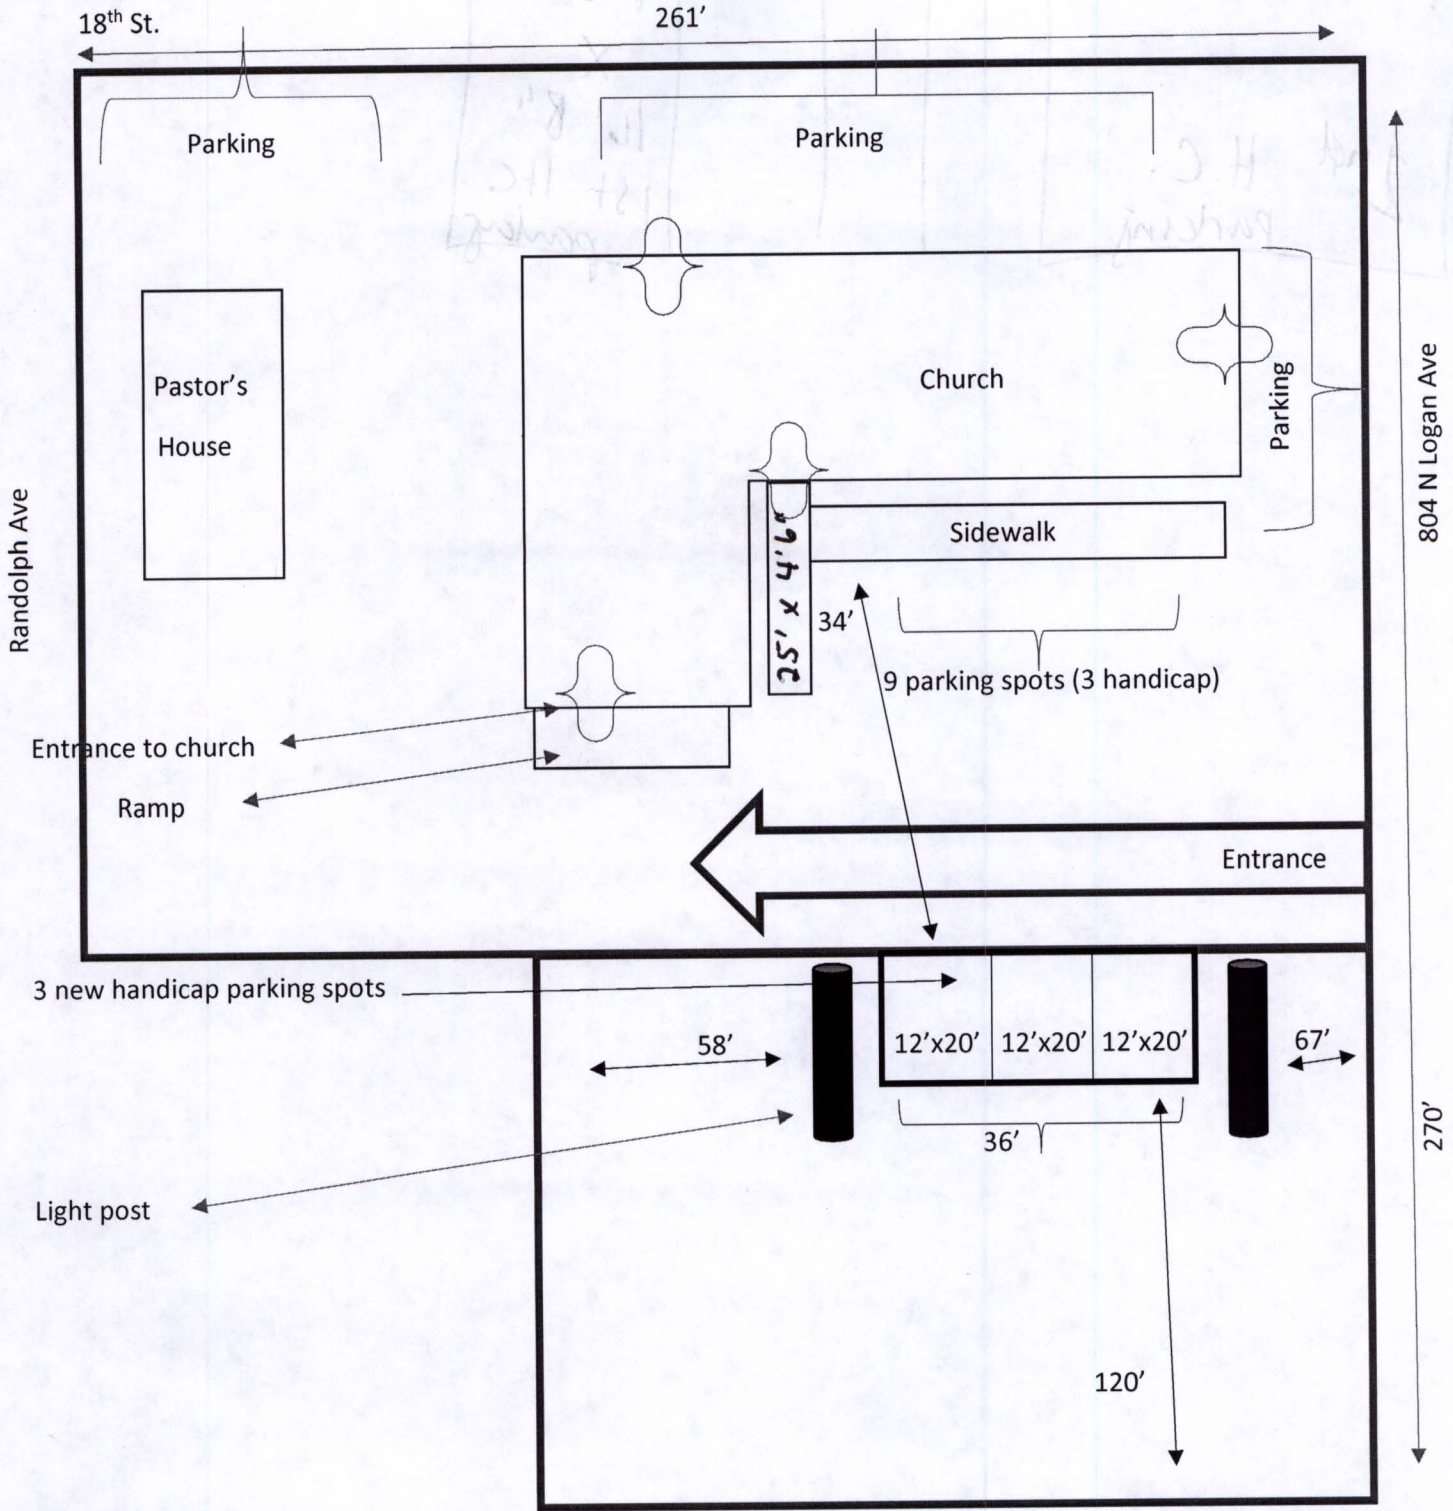 18th St.
261’
Parking
Parking
Pastor’s
House
Church
Parking
Randolph Ave
804 N Logan Ave
Sidewalk
25' x 4'6"
34’
9 parking spots (3 handicap)
Entrance to church
Ramp
Entrance
3 new handicap parking spots
58’
12’x20’ 12’x20’ 12’x20’
67’
36’
270’
Light post
120’